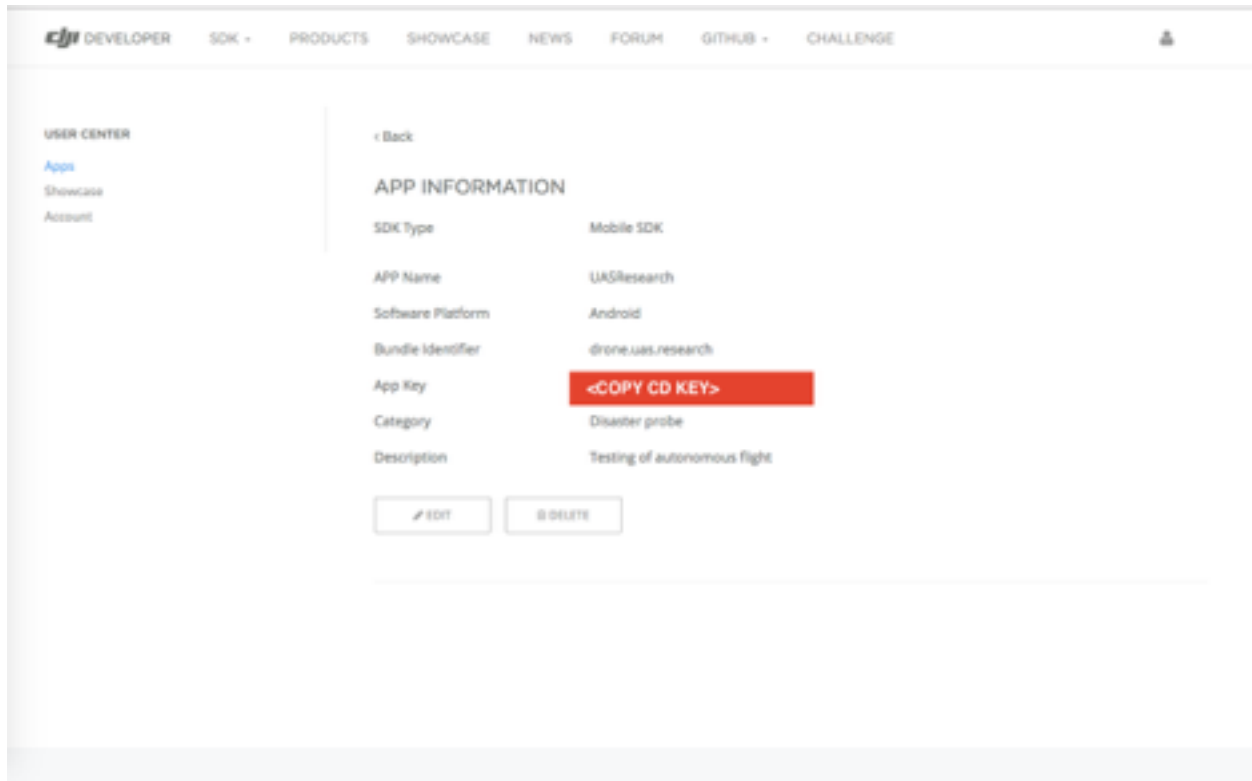 dji DEVELOPER SDK PRODUCTS SHOWCASE NEWS FORUM GITHUB CHALLENGE
USER CENTER
Apps
Showcase
Account
‹ Back
APP INFORMATION
SDK Type Mobile SDK
APP Name UASResearch
Software Platform Android
Bundle Identifier drone.uas.research
App Key <COPY CD KEY>
Category Disaster probe
Description Testing of autonomous flight
EDIT DELETE